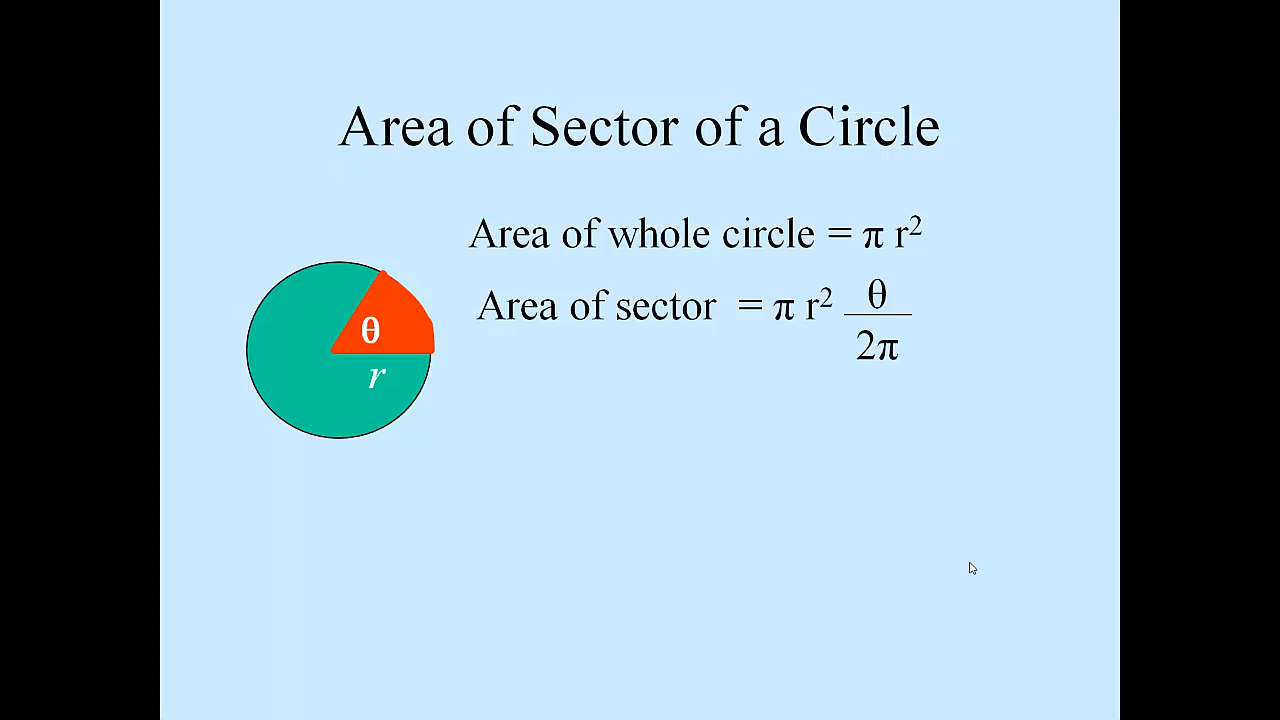 Area of Sector of a Circle
Area of whole circle = π r²
Area of sector = π r² θ/2π
θ
r